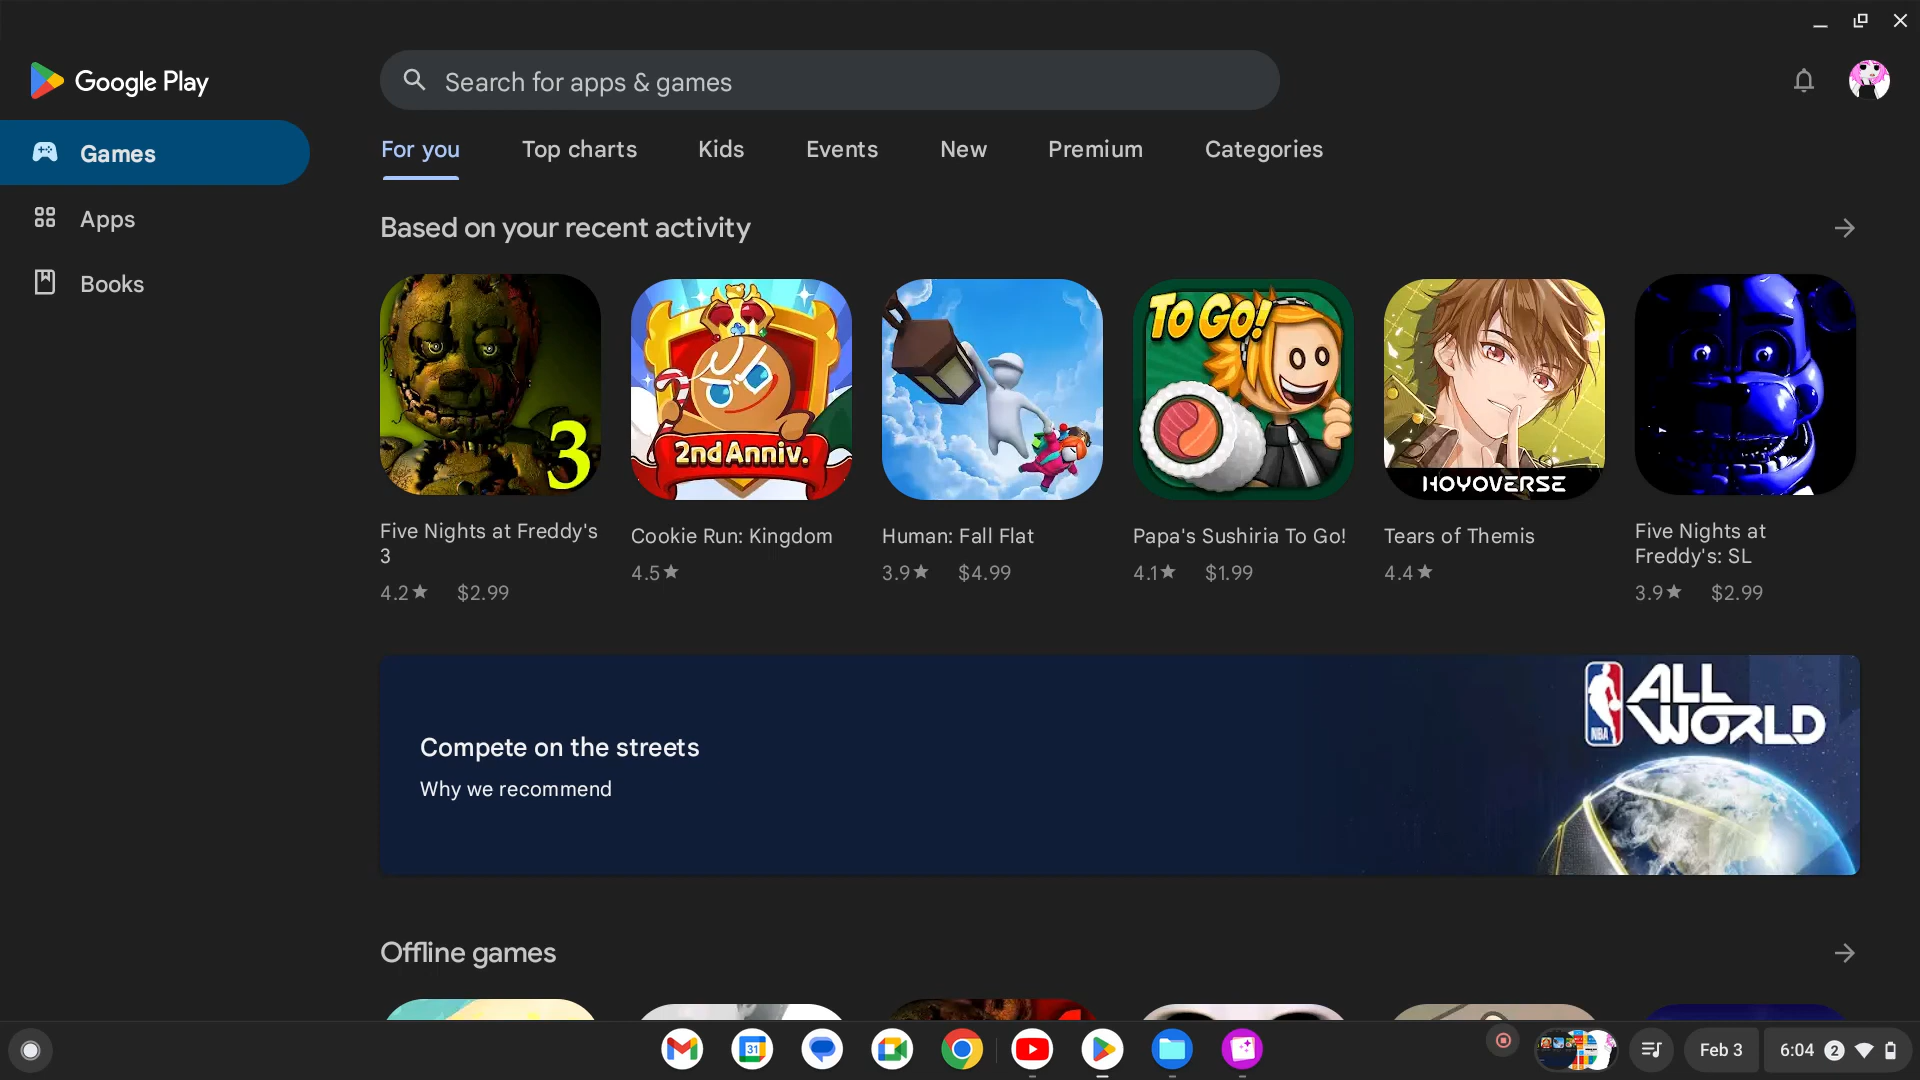 Google Play
Search for apps & games
Games
Apps
Books
For you
Top charts
Kids
Events
New
Premium
Categories
Based on your recent activity
3
2nd Anniv.
TO GO!
HOYOVERSE
Five Nights at Freddy's
3
4.2★ $2.99
Cookie Run: Kingdom
4.5★
Human: Fall Flat
3.9★ $4.99
Papa's Sushiria To Go!
4.1★ $1.99
Tears of Themis
4.4★
Five Nights at
Freddy's: SL
3.9★ $2.99
Compete on the streets
Why we recommend
NBA
ALL
WORLD
Offline games
31
Feb 3
6:04
2